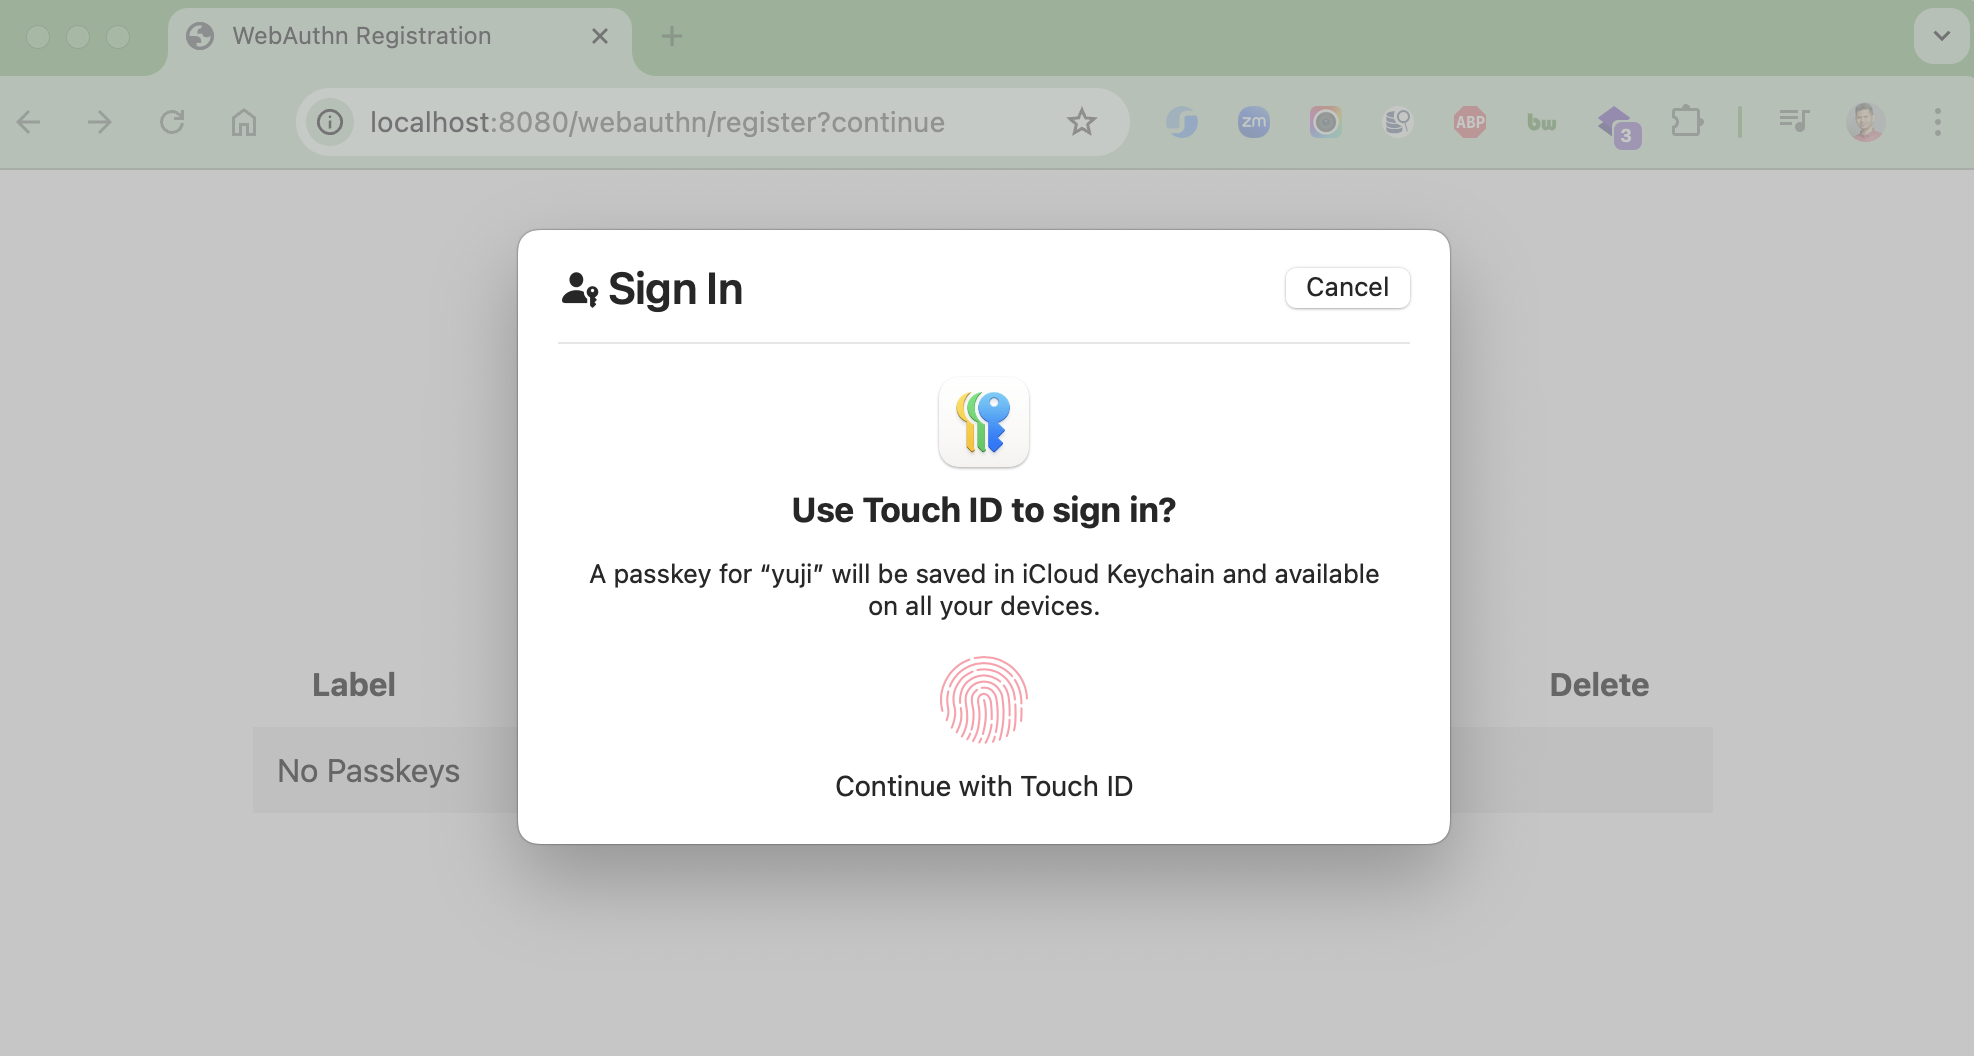 WebAuthn Registration
localhost:8080/webauthn/register?continue
zm
ABP
bw
3
Sign In
Cancel
Use Touch ID to sign in?
A passkey for “yuji” will be saved in iCloud Keychain and available
on all your devices.
Label
Delete
No Passkeys
Continue with Touch ID